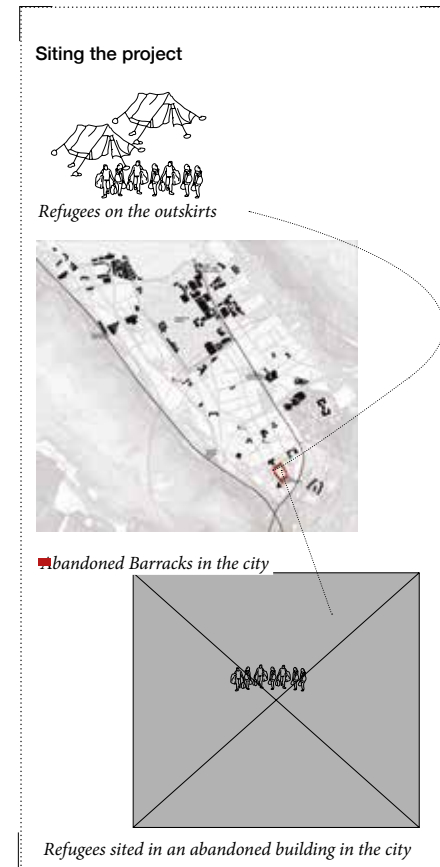 Siting the project
Refugees on the outskirts
Abandoned Barracks in the city
Refugees sited in an abandoned building in the city